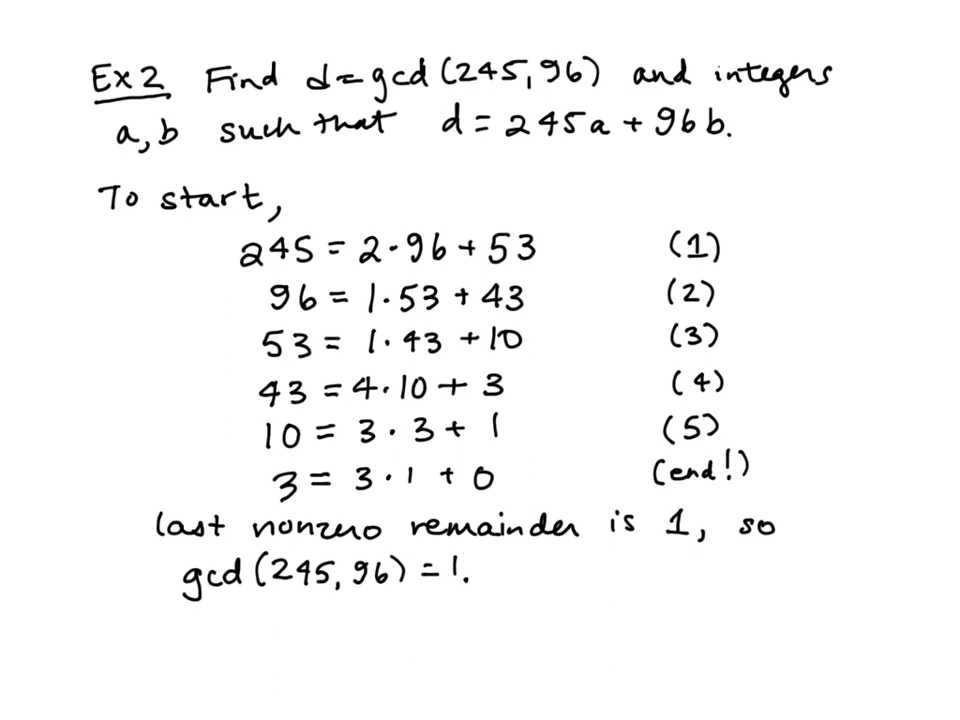 Ex 2 Find d = gcd (245, 96) and integers
a, b such that d = 245a + 96b.
To start,
245 = 2·96 + 53 (1)
96 = 1·53 + 43 (2)
53 = 1·43 + 10 (3)
43 = 4·10 + 3 (4)
10 = 3·3 + 1 (5)
3 = 3·1 + 0 (end!)
last nonzero remainder is 1, so
gcd (245, 96) = 1.